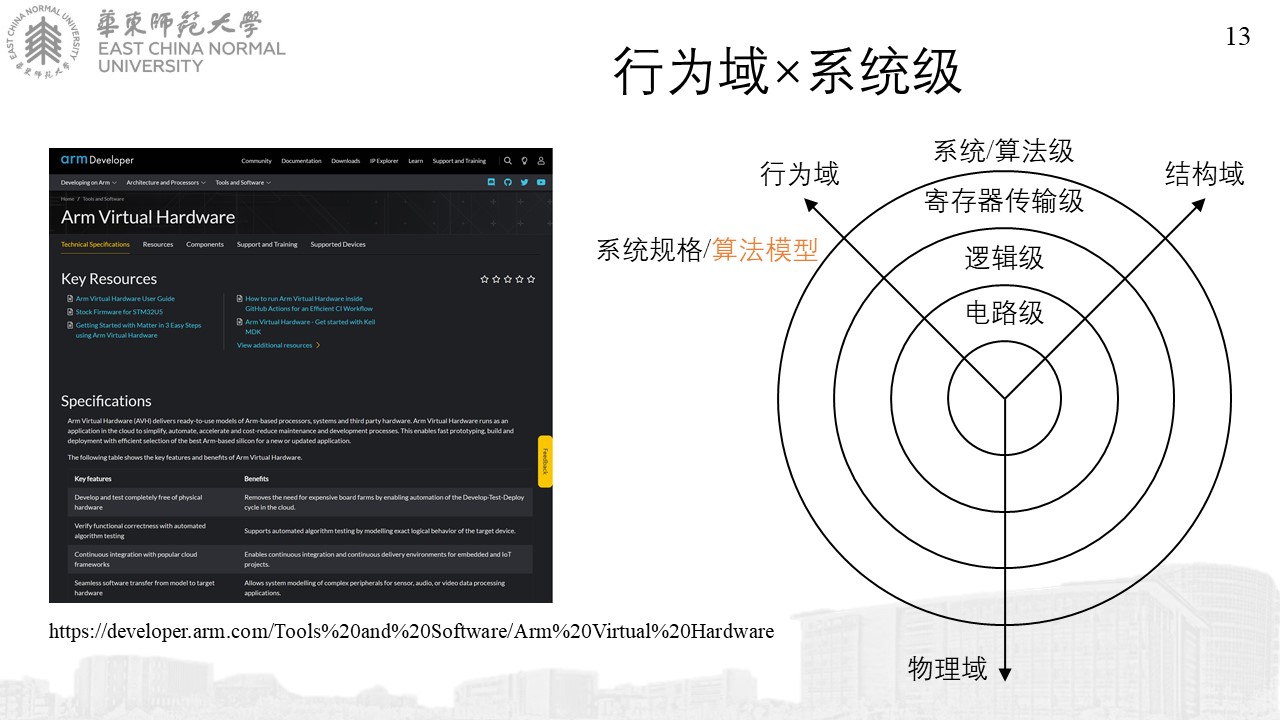 華東師范大學
EAST CHINA NORMAL
UNIVERSITY
EAST CHINA NORMAL UNIVERSITY
華東師范大學
13
行为域×系统级
arm Developer
Community Documentation Downloads IP Explorer Learn Support and Training
Developing on Arm Architecture and Processors Tools and Software
Home / Tools and Software
Arm Virtual Hardware
Technical Specifications Resources Components Support and Training Supported Devices
Key Resources
Arm Virtual Hardware User Guide
Stock Firmware for STM32U5
Getting Started with Matter in 3 Easy Steps
using Arm Virtual Hardware
How to run Arm Virtual Hardware inside
GitHub Actions for an Efficient CI Workflow
Arm Virtual Hardware - Get started with Keil
MDK
View additional resources
Specifications
Arm Virtual Hardware (AVH) delivers ready-to-use models of Arm-based processors, systems and third party hardware. Arm Virtual Hardware runs as an
application in the cloud to simplify, automate, accelerate and cost-reduce maintenance and development processes. This enables fast prototyping, build and
deployment with efficient selection of the best Arm-based silicon for a new or updated application.
The following table shows the key features and benefits of Arm Virtual Hardware.
Key features Benefits
Develop and test completely free of physical
hardware
Removes the need for expensive board farms by enabling automation of the Develop-Test-Deploy
cycle in the cloud.
Verify functional correctness with automated
algorithm testing
Supports automated algorithm testing by modelling exact logical behavior of the target device.
Continuous integration with popular cloud
frameworks
Enables continuous integration and continuous delivery environments for embedded and IoT
projects.
Seamless software transfer from model to target
hardware
Allows system modelling of complex peripherals for sensor, audio, or video data processing
applications.
Feedback
https://developer.arm.com/Tools%20and%20Software/Arm%20Virtual%20Hardware
系统/算法级
行为域
结构域
寄存器传输级
系统规格/算法模型
逻辑级
电路级
物理域